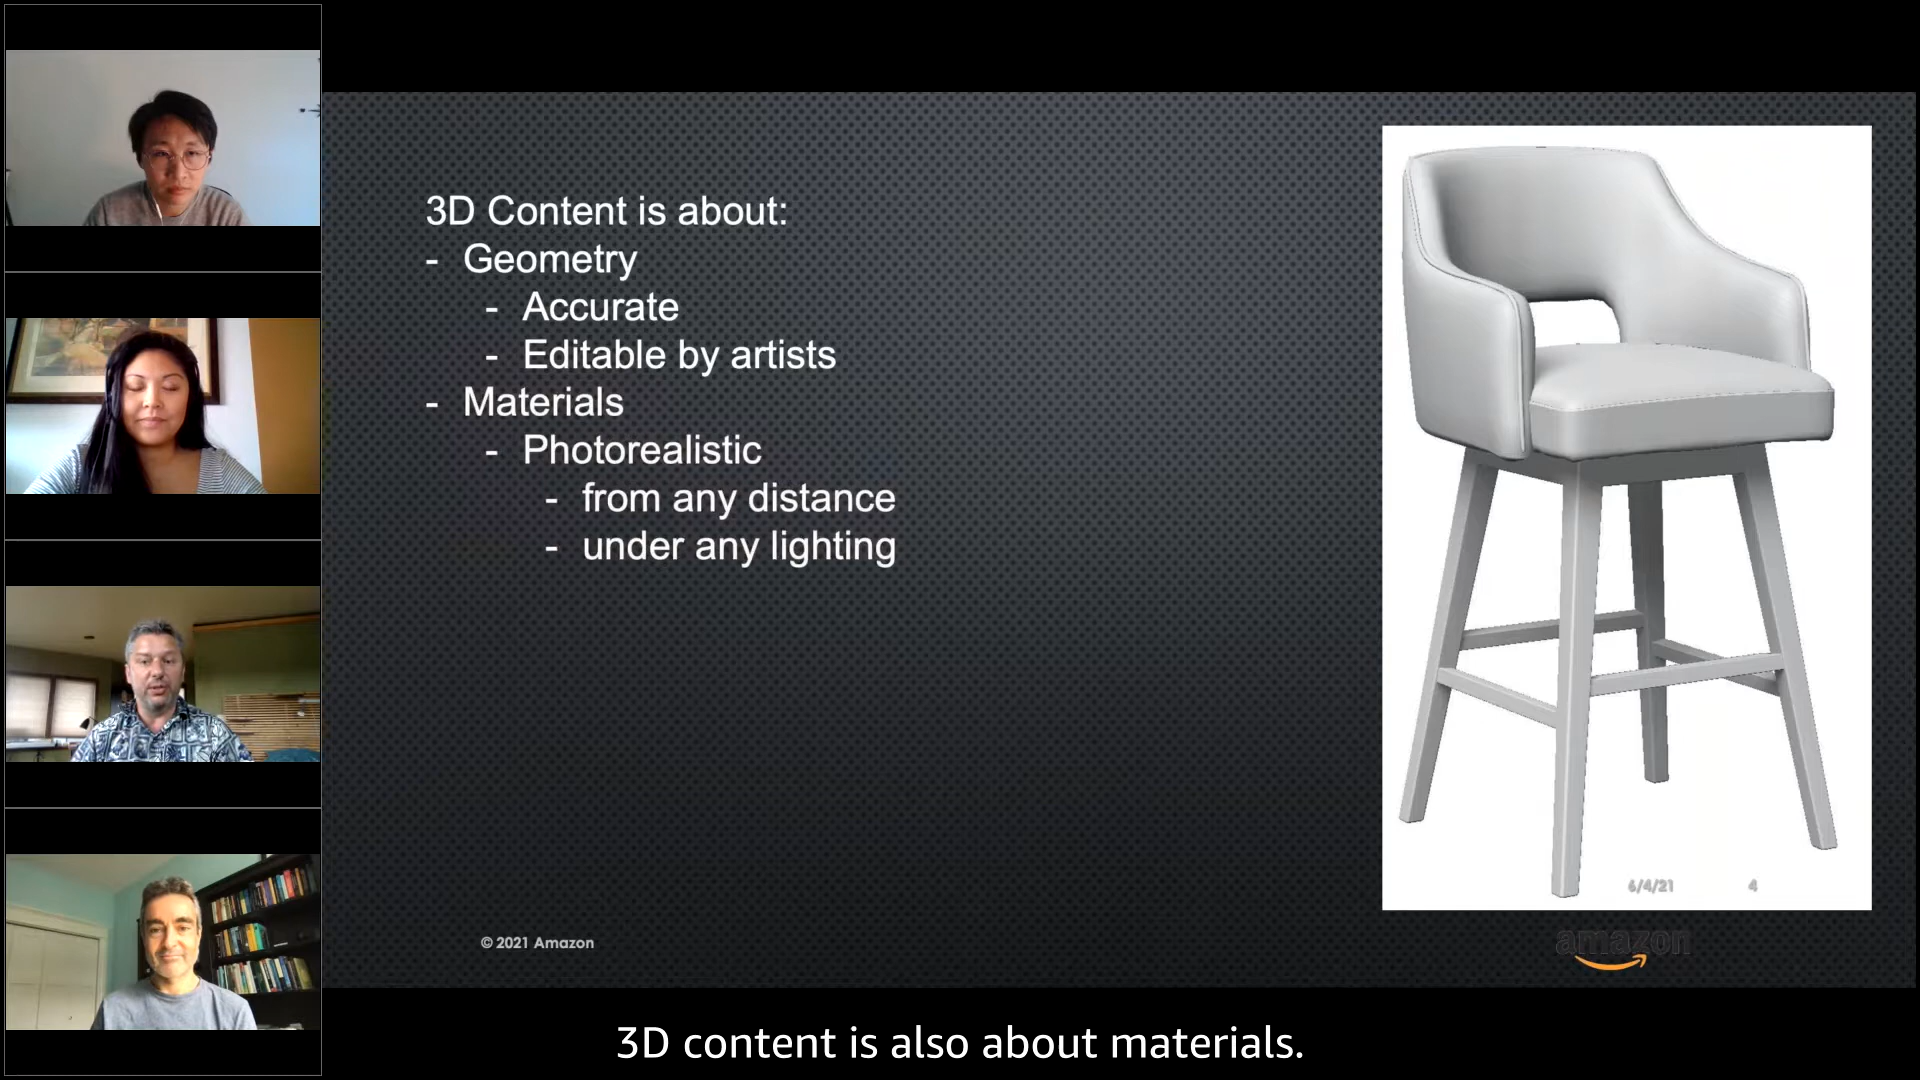 3D Content is about:
- Geometry
- Accurate
- Editable by artists
- Materials
- Photorealistic
- from any distance
- under any lighting
6/4/21 4
© 2021 Amazon
amazon
3D content is also about materials.